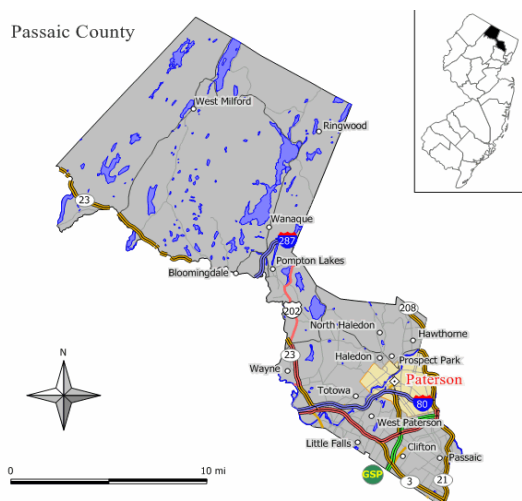 Passaic County
West Milford
Ringwood
23
Wanaque
287
Bloomingdale
Pompton Lakes
202
208
North Haledon
Hawthorne
23
Haledon
Prospect Park
Wayne
Paterson
Totowa
80
West Paterson
Little Falls
Clifton
Passaic
GSP
3
21
N
0
10 mi